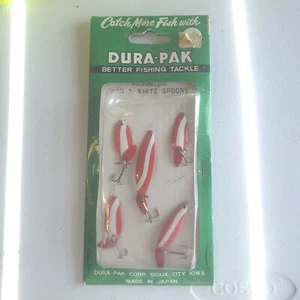 Catch More Fish with
DURA-PAK
BETTER FISHING TACKLE
RED & WHITE SPOONS
DURA-PAK CORP SIOUX CITY IOWA
MADE IN JAPAN
COSCO